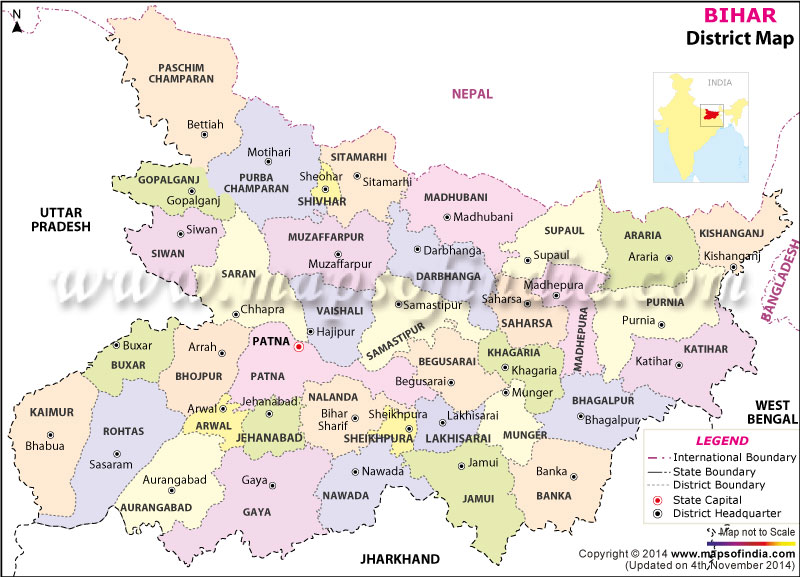 BIHAR
District Map
N
INDIA
NEPAL
UTTAR
PRADESH
BANGLADESH
WEST
BENGAL
JHARKHAND
PASCHIM
CHAMPARAN
Bettiah
Motihari
PURBA
CHAMPARAN
SITAMARHI
Sheohar
Sitamarhi
SHIVHAR
GOPALGANJ
Gopalganj
Siwan
SIWAN
SARAN
Chhapra
MUZAFFARPUR
Muzaffarpur
MADHUBANI
Madhubani
Darbhanga
DARBHANGA
SUPAUL
Supaul
ARARIA
Araria
KISHANGANJ
Kishanganj
www.mapsofindia.com
VAISHALI
Hajipur
Samastipur
SAMASTIPUR
Madhepura
Saharsa
SAHARSA
MADHEPURA
PURNIA
Purnia
KATIHAR
Katihar
Buxar
BUXAR
Arrah
BHOJPUR
PATNA
PATNA
BEGUSARAI
Begusarai
KHAGARIA
Khagaria
Munger
MUNGER
BHAGALPUR
Bhagalpur
KAIMUR
Bhabua
ROHTAS
Sasaram
Arwal
ARWAL
Jehanabad
JEHANABAD
NALANDA
Bihar
Sharif
Sheikhpura
SHEIKHPURA
Lakhisarai
LAKHISARAI
Aurangabad
AURANGABAD
Gaya
GAYA
Nawada
NAWADA
Jamui
JAMUI
Banka
BANKA
LEGEND
International Boundary
State Boundary
District Boundary
State Capital
District Headquarter
Map not to Scale
Copyright © 2014 www.mapsofindia.com
(Updated on 4th November 2014)